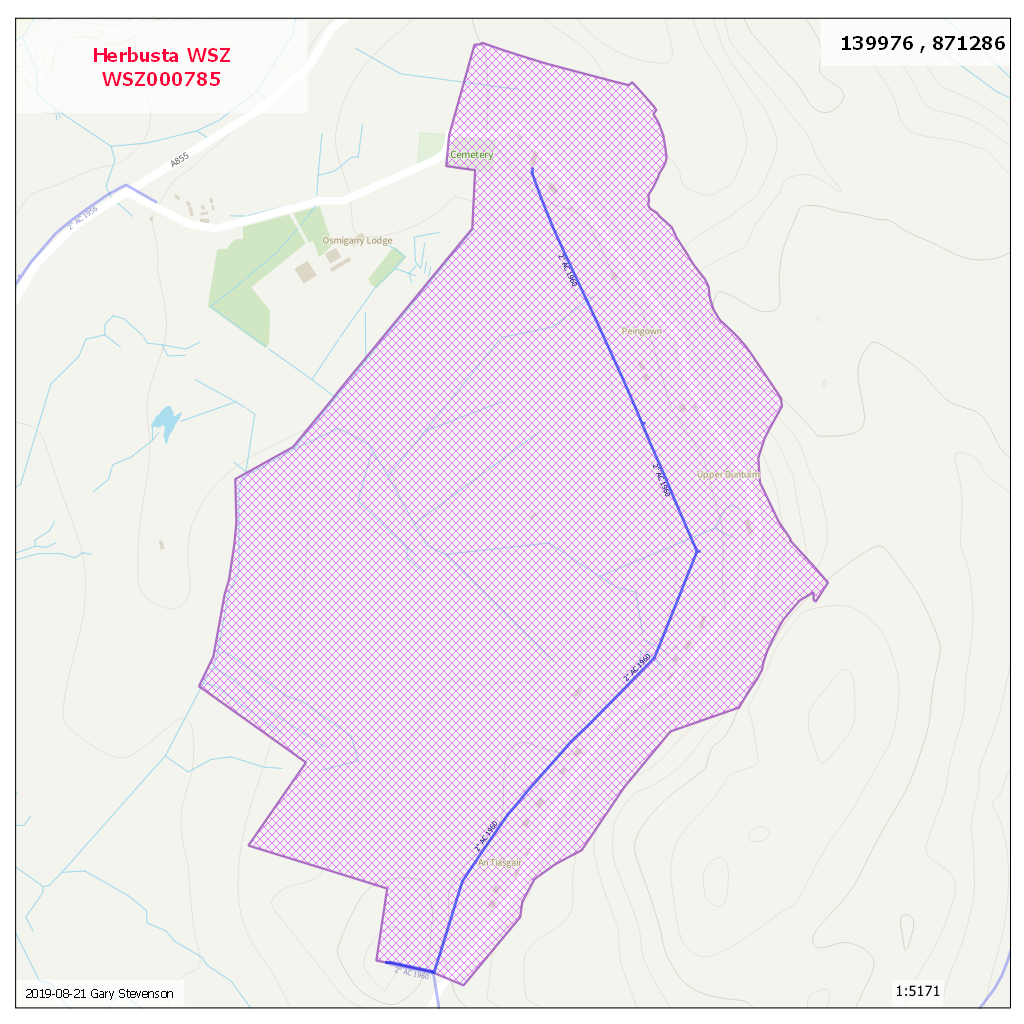 Herbusta WSZ
WSZ000785
139976 , 871286
A855
Cemetery
2" AC 1956
Osmigarry Lodge
2" AC 1960
Peingown
2" AC 1960
Upper Duntulm
2" AC 1960
2" AC 1960
An Tiasgair
2" AC 1960
2019-08-21 Gary Stevenson
1:5171